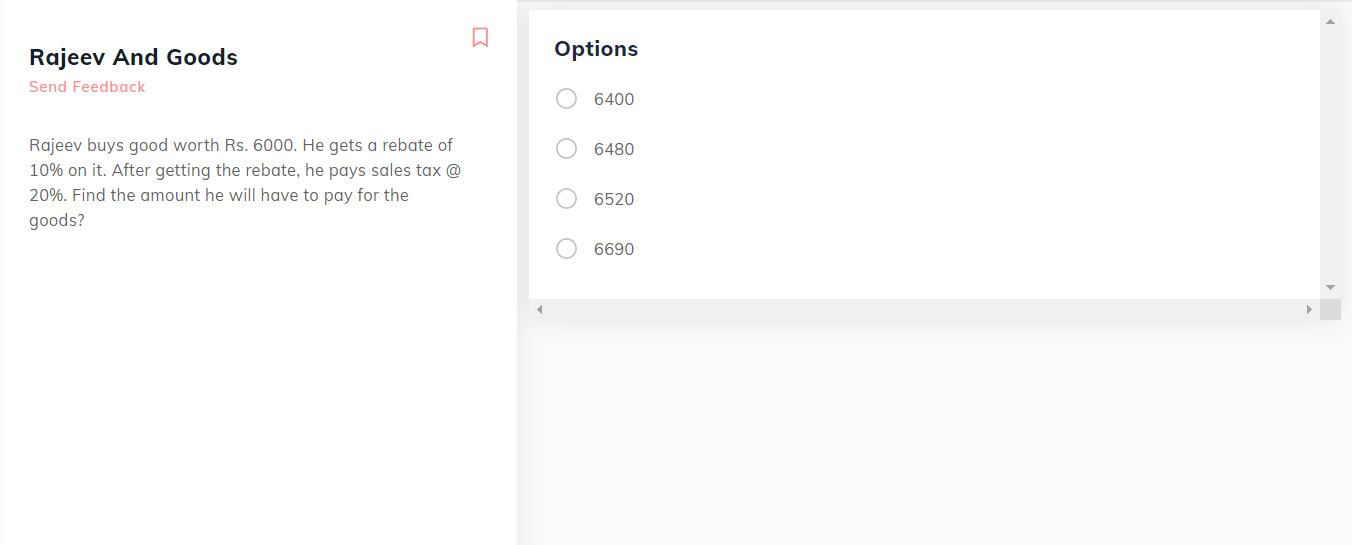 Rajeev And Goods
Send Feedback
Rajeev buys good worth Rs. 6000. He gets a rebate of
10% on it. After getting the rebate, he pays sales tax @
20%. Find the amount he will have to pay for the
goods?
Options
6400
6480
6520
6690